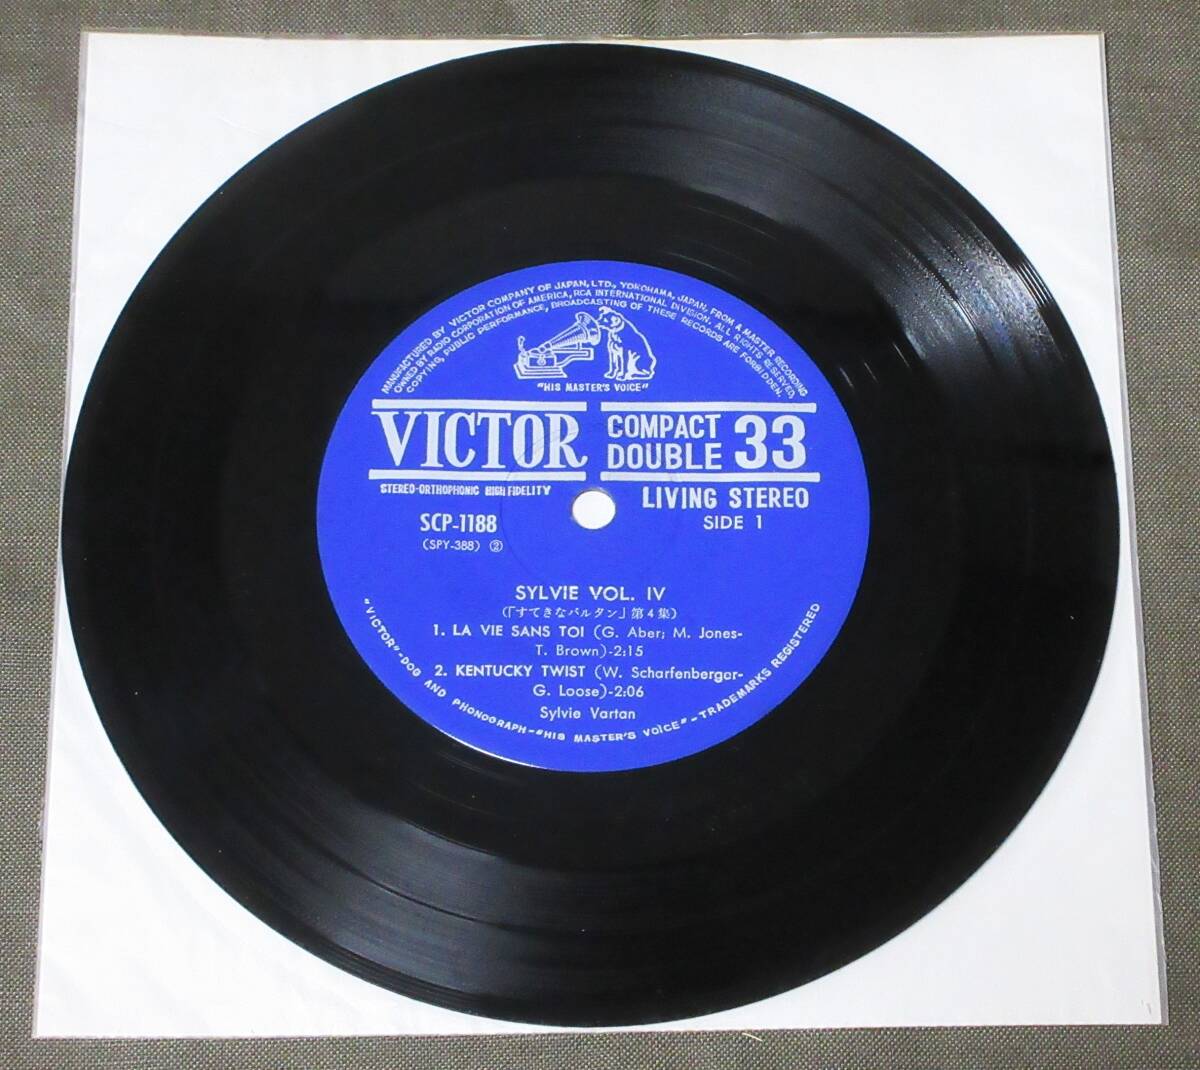 MANUFACTURED BY VICTOR COMPANY OF JAPAN, LTD., YOKOHAMA, JAPAN, FROM A MASTER RECORDING
OWNED BY RADIO CORPORATION OF AMERICA, RCA INTERNATIONAL DIVISION. ALL RIGHTS RESERVED.
COPYING, PUBLIC PERFORMANCE, BROADCASTING OF THESE RECORDS ARE FORBIDDEN.
"HIS MASTER'S VOICE"
VICTOR
COMPACT DOUBLE 33
STEREO-ORTHOPHONIC HIGH FIDELITY
LIVING STEREO
SCP-1188
SIDE 1
(SPY-388) ②
SYLVIE VOL. IV
(「すてきなバルタン」第4集)
1. LA VIE SANS TOI (G. Aber; M. Jones-
T. Brown)-2:15
2. KENTUCKY TWIST (W. Scharfenberger-
G. Loose)-2:06
Sylvie Vartan
"VICTOR"-DOG AND PHONOGRAPH-"HIS MASTER'S VOICE"-TRADEMARKS REGISTERED